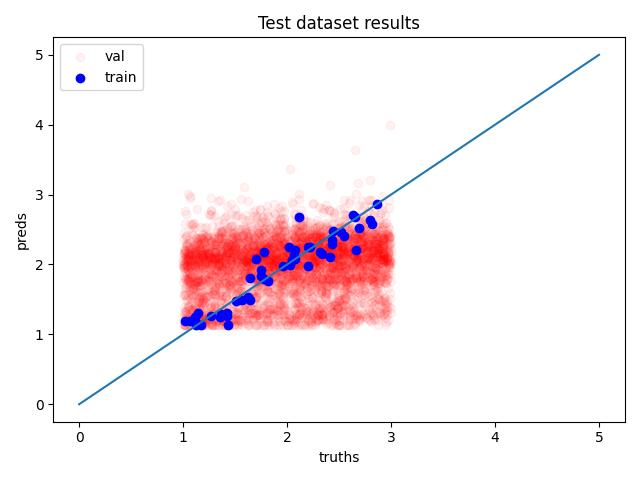 Test dataset results
val
train
5
4
3
2
1
0
preds
0 1 2 3 4 5
truths